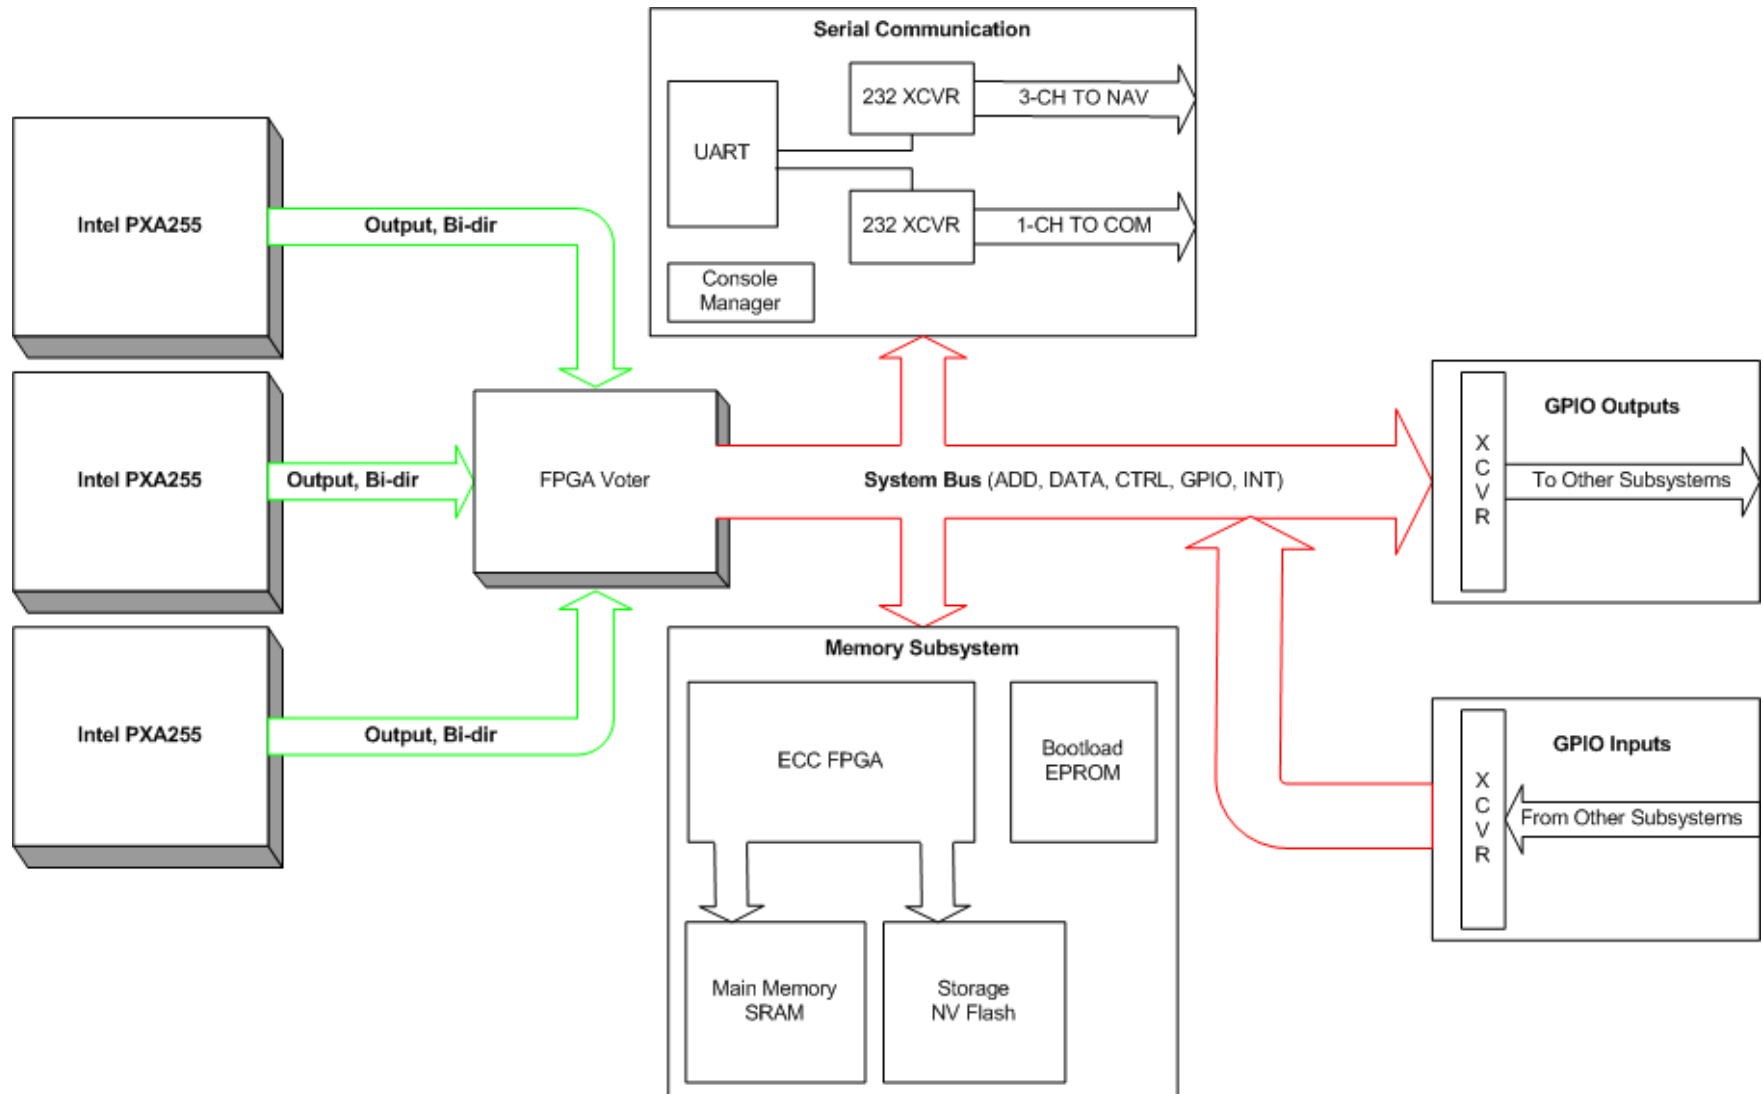 Serial Communication
232 XCVR
3-CH TO NAV
UART
232 XCVR
1-CH TO COM
Console
Manager
Intel PXA255
Output, Bi-dir
Intel PXA255
Output, Bi-dir
FPGA Voter
System Bus (ADD, DATA, CTRL, GPIO, INT)
GPIO Outputs
X
C
V
R
To Other Subsystems
Intel PXA255
Output, Bi-dir
Memory Subsystem
ECC FPGA
Bootload
EPROM
Main Memory
SRAM
Storage
NV Flash
GPIO Inputs
X
C
V
R
From Other Subsystems